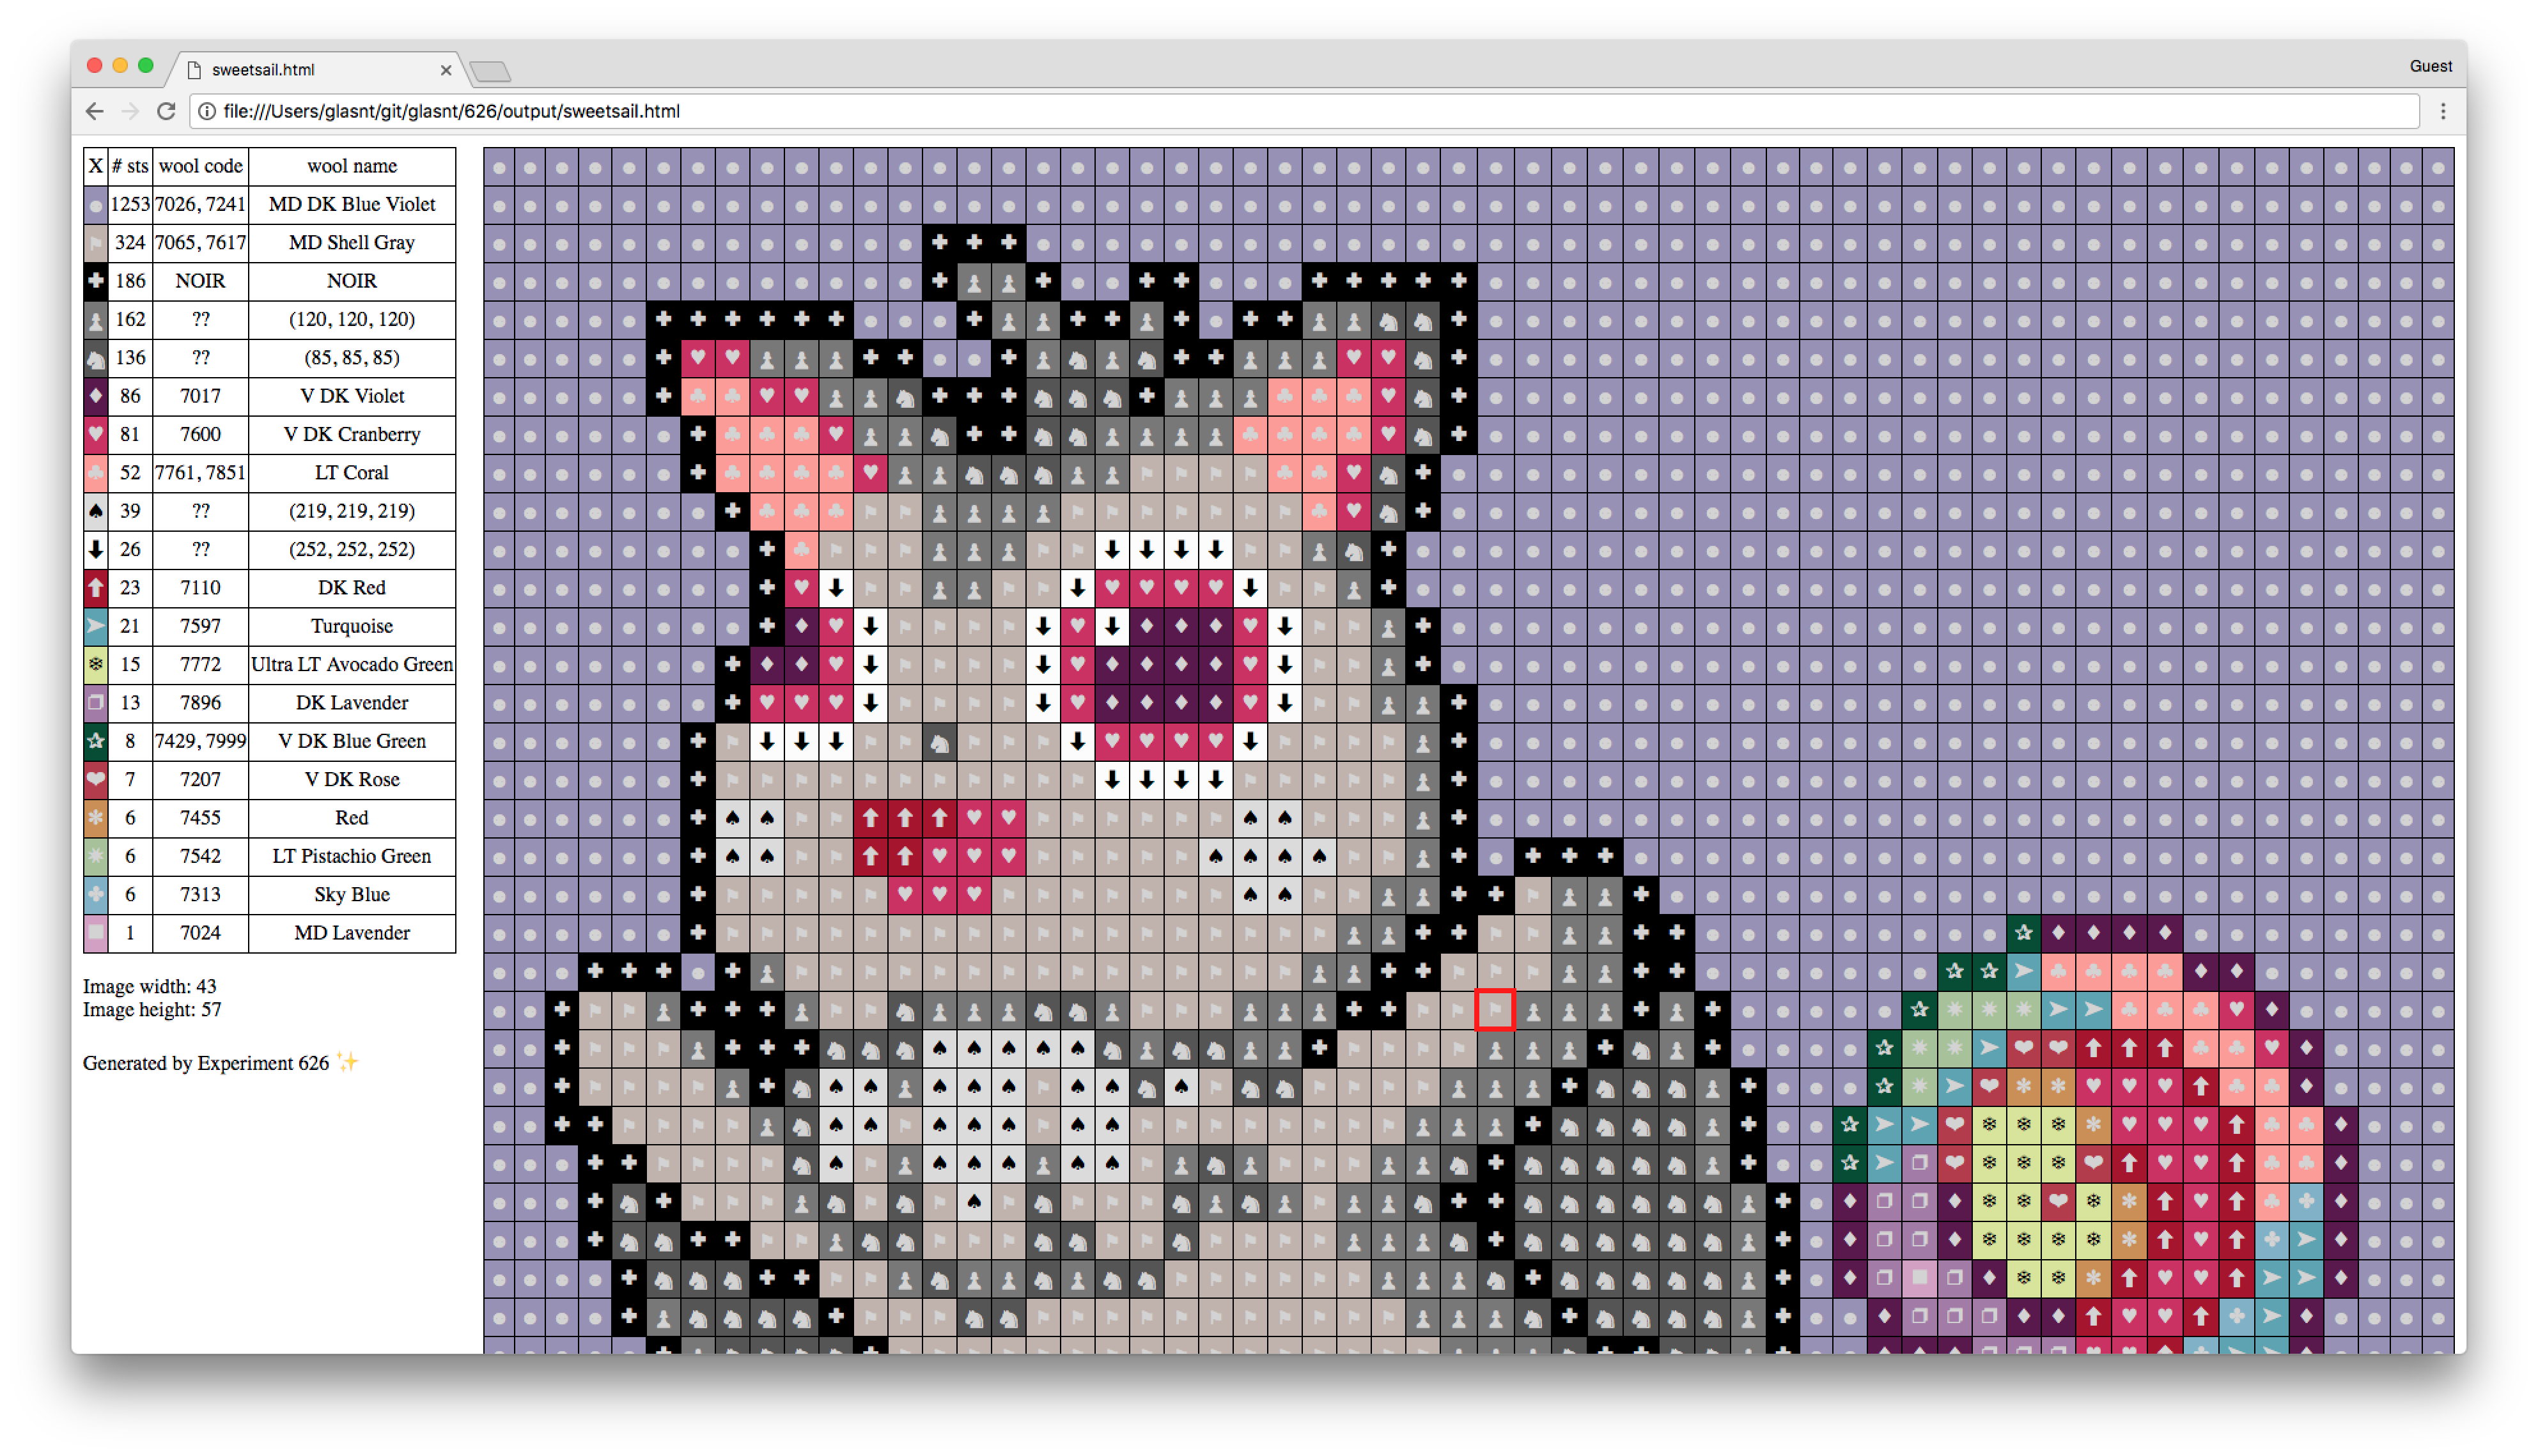 sweetsail.html
Guest
file:///Users/glasnt/git/glasnt/626/output/sweetsail.html
X # sts wool code wool name
1253 7026, 7241 MD DK Blue Violet
324 7065, 7617 MD Shell Gray
186 NOIR NOIR
162 ?? (120, 120, 120)
136 ?? (85, 85, 85)
86 7017 V DK Violet
81 7600 V DK Cranberry
52 7761, 7851 LT Coral
39 ?? (219, 219, 219)
26 ?? (252, 252, 252)
23 7110 DK Red
21 7597 Turquoise
15 7772 Ultra LT Avocado Green
13 7896 DK Lavender
8 7429, 7999 V DK Blue Green
7 7207 V DK Rose
6 7455 Red
6 7542 LT Pistachio Green
6 7313 Sky Blue
1 7024 MD Lavender
Image width: 43
Image height: 57
Generated by Experiment 626 ✨